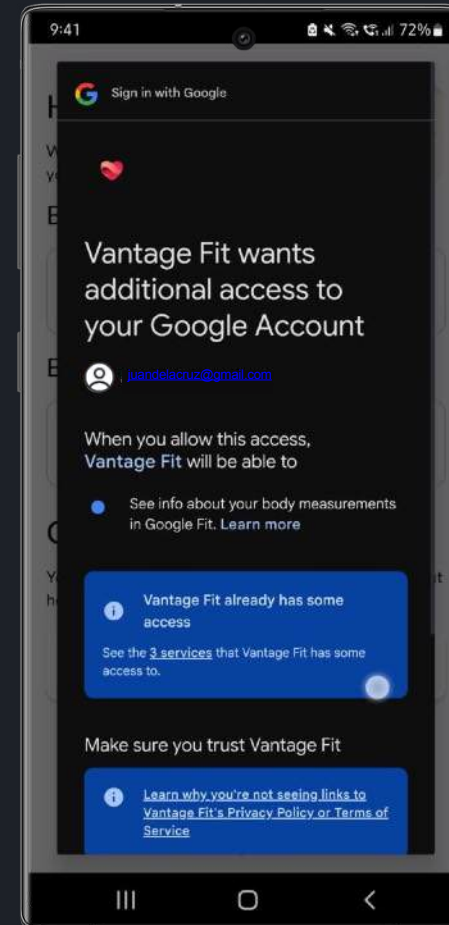 9:41
72%
Sign in with Google
Vantage Fit wants
additional access to
your Google Account
juandelacruz@gmail.com
When you allow this access,
Vantage Fit will be able to
See info about your body measurements
in Google Fit. Learn more
Vantage Fit already has some
access
See the 3 services that Vantage Fit has some
access to.
Make sure you trust Vantage Fit
Learn why you're not seeing links to
Vantage Fit's Privacy Policy or Terms of
Service